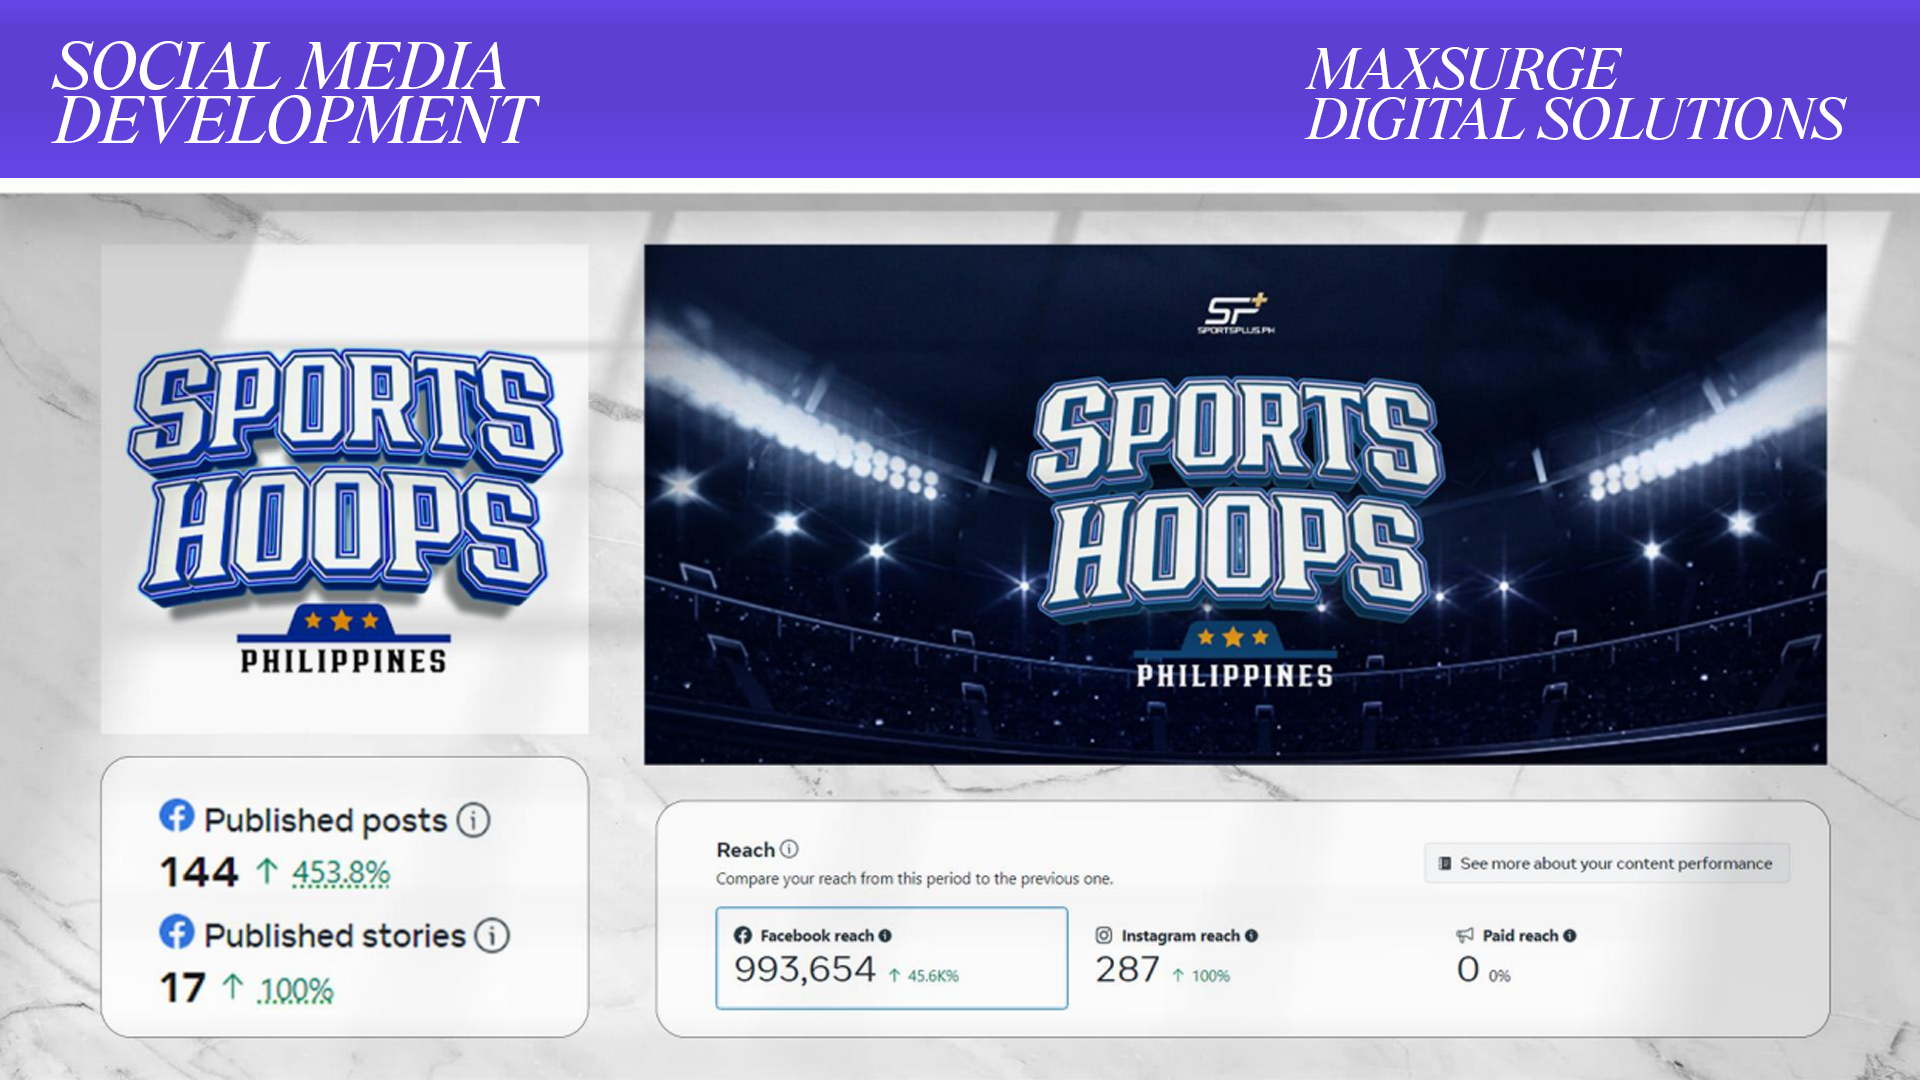 SOCIAL MEDIA
DEVELOPMENT
MAXSURGE
DIGITAL SOLUTIONS
SPORTS
HOOPS
PHILIPPINES
SP+
SPORTSPLUS.PH
SPORTS
HOOPS
PHILIPPINES
Published posts
144 ↑ 453.8%
Published stories
17 ↑ 100%
Reach
Compare your reach from this period to the previous one.
See more about your content performance
Facebook reach
993,654 ↑ 45.6K%
Instagram reach
287 ↑ 100%
Paid reach
0 0%